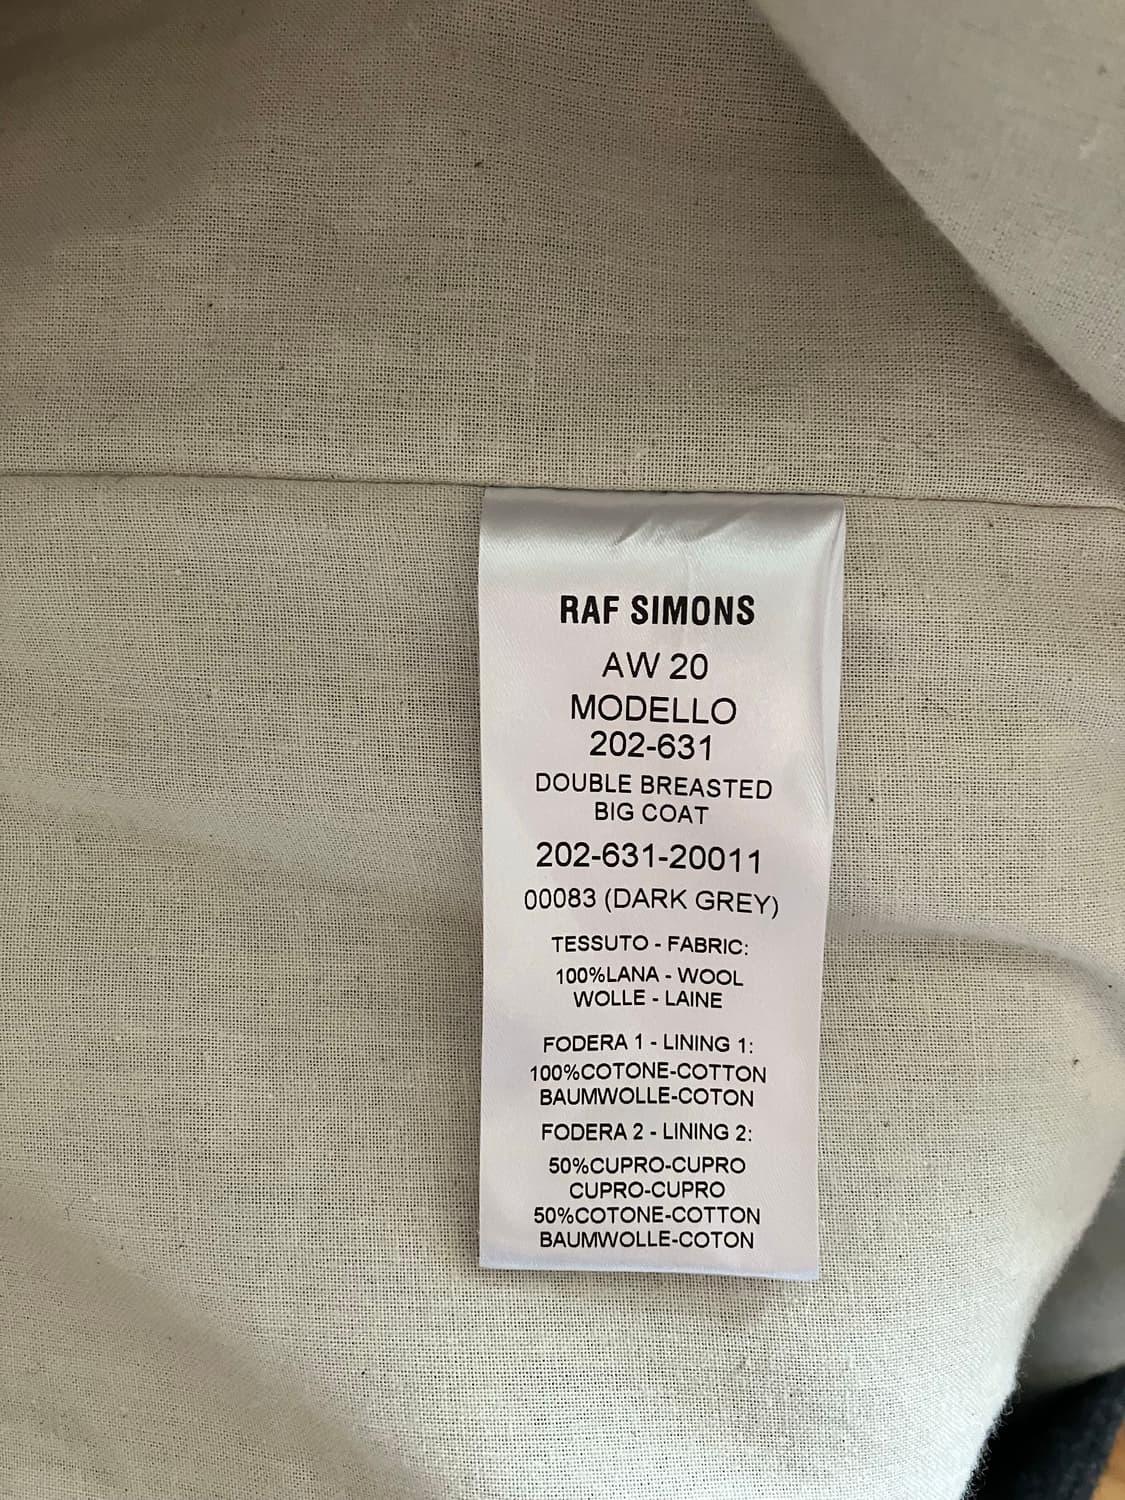 RAF SIMONS
AW 20
MODELLO
202-631
DOUBLE BREASTED
BIG COAT
202-631-20011
00083 (DARK GREY)
TESSUTO - FABRIC:
100%LANA - WOOL
WOLLE - LAINE
FODERA 1 - LINING 1:
100%COTONE-COTTON
BAUMWOLLE-COTON
FODERA 2 - LINING 2:
50%CUPRO-CUPRO
CUPRO-CUPRO
50%COTONE-COTTON
BAUMWOLLE-COTON